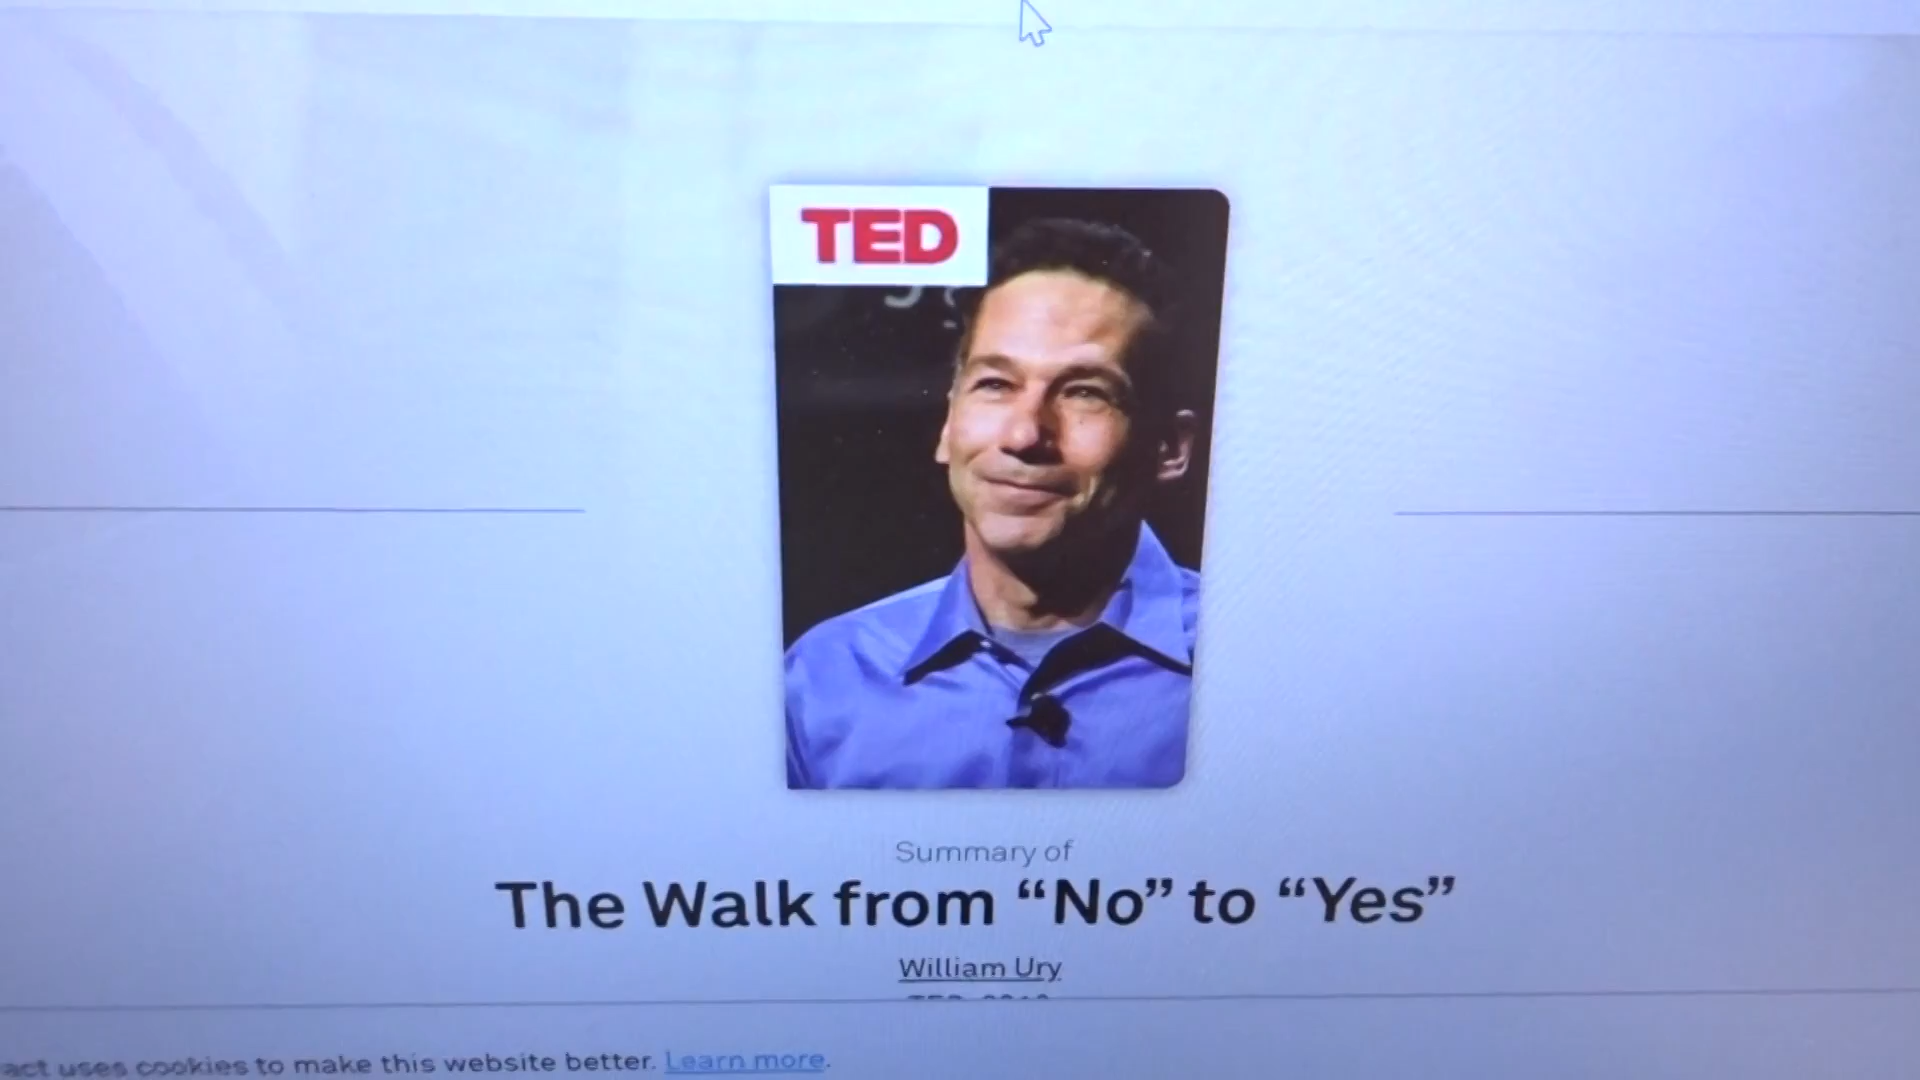 TED
Summary of
The Walk from “No” to “Yes”
William Ury
act uses cookies to make this website better. Learn more.